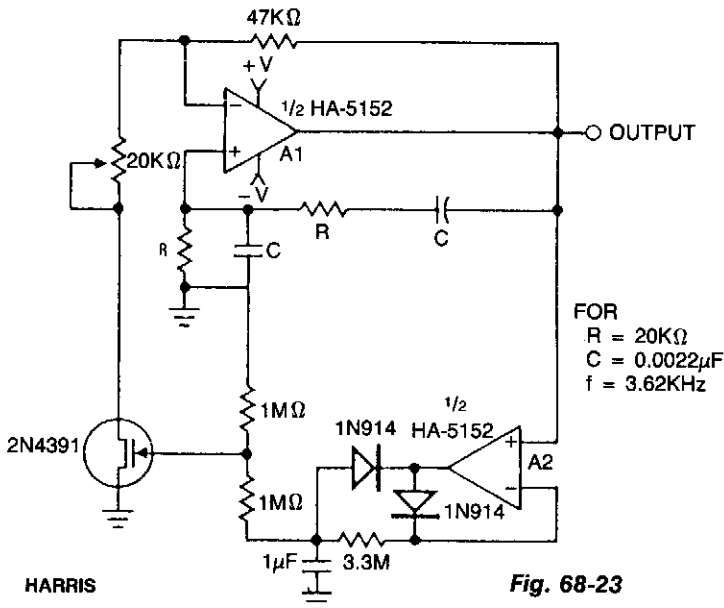 47KΩ
+ V
1/2 HA-5152
−
+
A1
− V
OUTPUT
20KΩ
R
C
R
C
FOR
R = 20KΩ
C = 0.0022µF
f = 3.62KHz
1MΩ
2N4391
1MΩ
1N914
1/2
HA-5152
+
−
A2
1N914
1µF
3.3M
HARRIS
Fig. 68-23